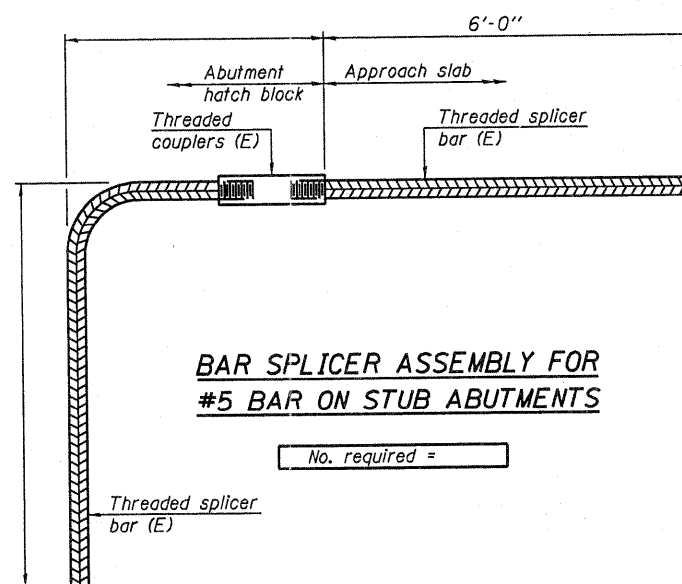 6'-0"
Abutment
hatch block
Approach slab
Threaded
couplers (E)
Threaded splicer
bar (E)
BAR SPLICER ASSEMBLY FOR
#5 BAR ON STUB ABUTMENTS
No. required =
Threaded splicer
bar (E)